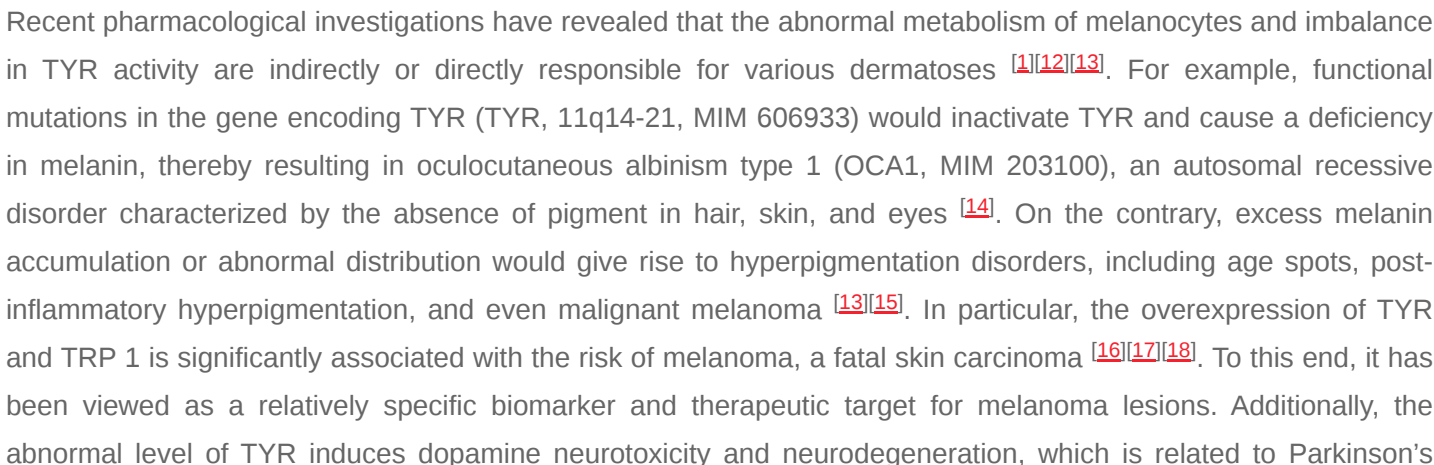 Recent pharmacological investigations have revealed that the abnormal metabolism of melanocytes and imbalance
in TYR activity are indirectly or directly responsible for various dermatoses [1][12][13]. For example, functional
mutations in the gene encoding TYR (TYR, 11q14-21, MIM 606933) would inactivate TYR and cause a deficiency
in melanin, thereby resulting in oculocutaneous albinism type 1 (OCA1, MIM 203100), an autosomal recessive
disorder characterized by the absence of pigment in hair, skin, and eyes [14]. On the contrary, excess melanin
accumulation or abnormal distribution would give rise to hyperpigmentation disorders, including age spots, post-
inflammatory hyperpigmentation, and even malignant melanoma [13][15]. In particular, the overexpression of TYR
and TRP 1 is significantly associated with the risk of melanoma, a fatal skin carcinoma [16][17][18]. To this end, it has
been viewed as a relatively specific biomarker and therapeutic target for melanoma lesions. Additionally, the
abnormal level of TYR induces dopamine neurotoxicity and neurodegeneration, which is related to Parkinson's